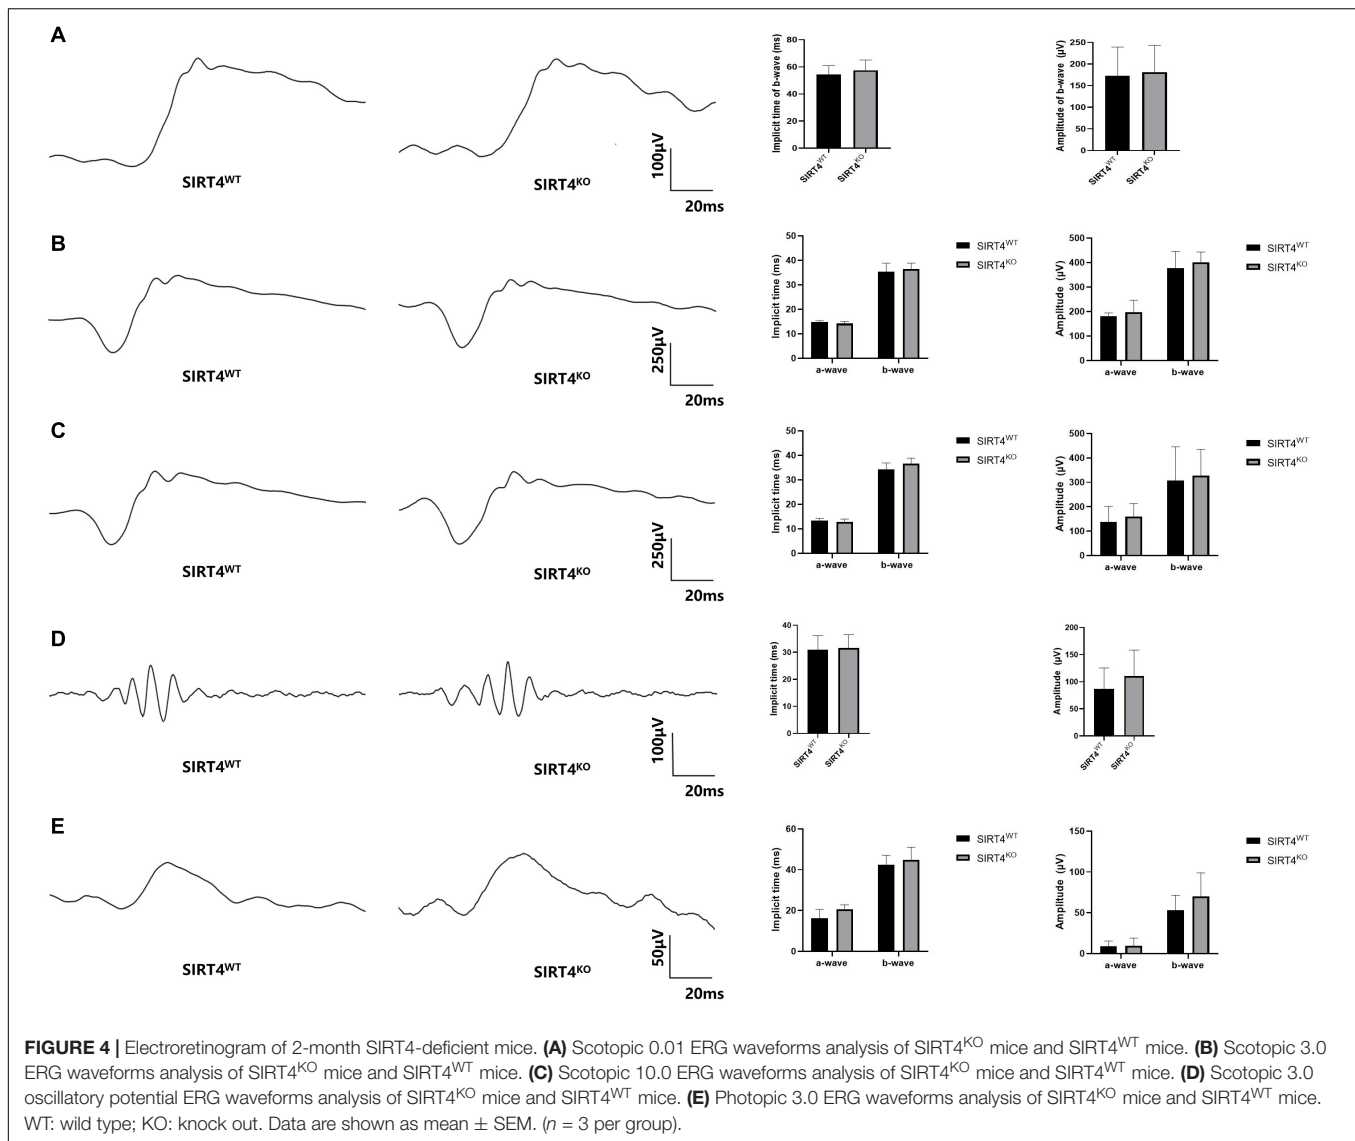 A
SIRT4WT
SIRT4KO
100μV
20ms
Implicit time of b-wave (ms)
80
60
40
20
0
SIRT4WT
SIRT4KO
Amplitude of b-wave (μV)
250
200
150
100
50
0
SIRT4WT
SIRT4KO
B
SIRT4WT
SIRT4KO
250μV
20ms
Implicit time (ms)
50
40
30
20
10
0
a-wave
b-wave
SIRT4WT
SIRT4KO
Amplitude (μV)
500
400
300
200
100
0
a-wave
b-wave
SIRT4WT
SIRT4KO
C
SIRT4WT
SIRT4KO
250μV
20ms
Implicit time (ms)
50
40
30
20
10
0
a-wave
b-wave
SIRT4WT
SIRT4KO
Amplitude (μV)
500
400
300
200
100
0
a-wave
b-wave
SIRT4WT
SIRT4KO
D
SIRT4WT
SIRT4KO
100μV
20ms
Implicit time (ms)
40
30
20
10
0
SIRT4WT
SIRT4KO
Amplitude (μV)
200
150
100
50
0
SIRT4WT
SIRT4KO
E
SIRT4WT
SIRT4KO
50μV
20ms
Implicit time (ms)
60
40
20
0
a-wave
b-wave
SIRT4WT
SIRT4KO
Amplitude (μV)
150
100
50
0
a-wave
b-wave
SIRT4WT
SIRT4KO
FIGURE 4 | Electroretinogram of 2-month SIRT4-deficient mice. (A) Scotopic 0.01 ERG waveforms analysis of SIRT4KO mice and SIRT4WT mice. (B) Scotopic 3.0
ERG waveforms analysis of SIRT4KO mice and SIRT4WT mice. (C) Scotopic 10.0 ERG waveforms analysis of SIRT4KO mice and SIRT4WT mice. (D) Scotopic 3.0
oscillatory potential ERG waveforms analysis of SIRT4KO mice and SIRT4WT mice. (E) Photopic 3.0 ERG waveforms analysis of SIRT4KO mice and SIRT4WT mice.
WT: wild type; KO: knock out. Data are shown as mean ± SEM. (n = 3 per group).